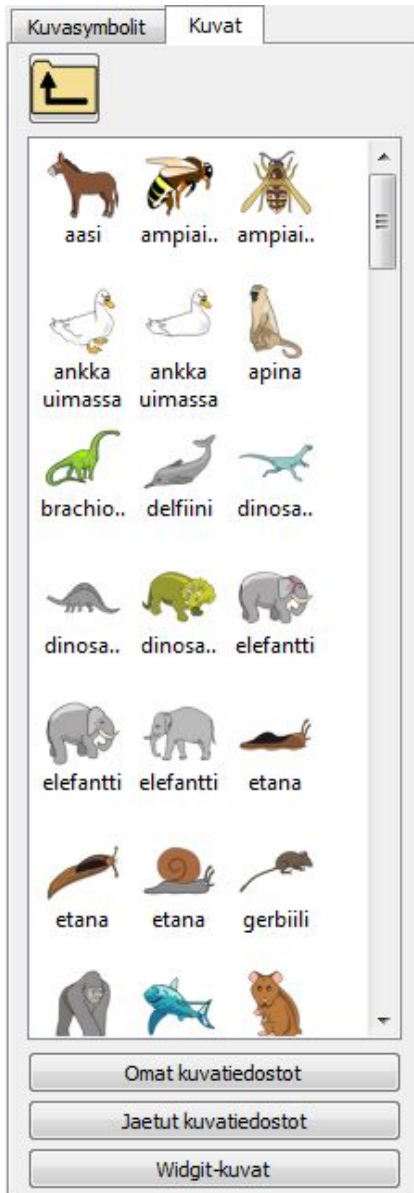 Kuvasymbolit Kuvat
aasi ampiai.. ampiai..
ankka ankka apina
uimassa uimassa
brachio.. delfiini dinosa..
dinosa.. dinosa.. elefantti
elefantti elefantti etana
etana etana gerbiili
Omat kuvatiedostot
Jaetut kuvatiedostot
Widgit-kuvat